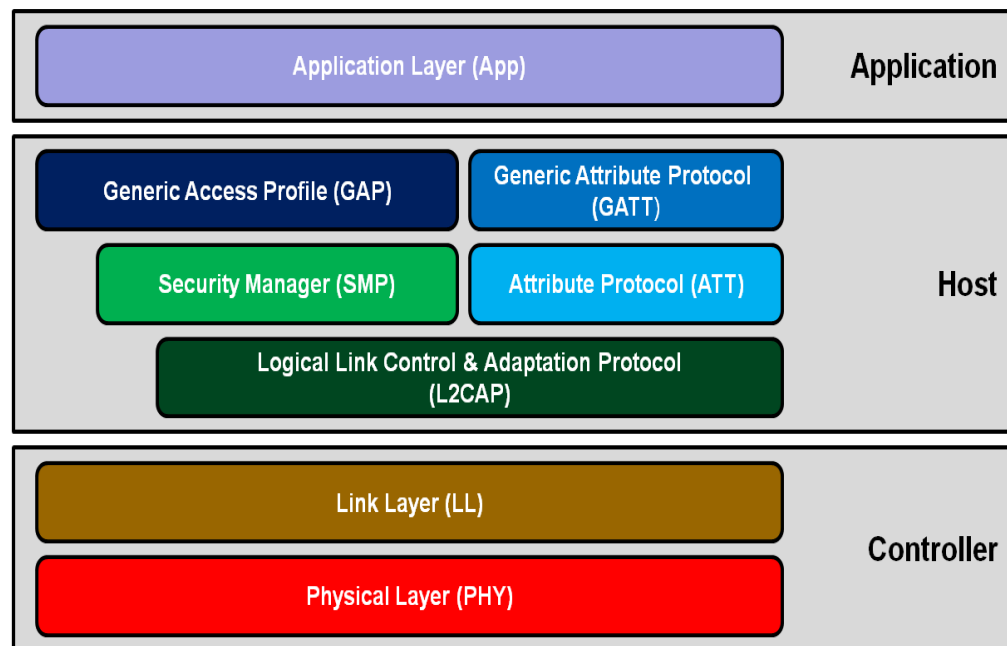 Application Layer (App)
Application
Generic Access Profile (GAP)
Generic Attribute Protocol
(GATT)
Security Manager (SMP)
Attribute Protocol (ATT)
Host
Logical Link Control & Adaptation Protocol
(L2CAP)
Link Layer (LL)
Controller
Physical Layer (PHY)